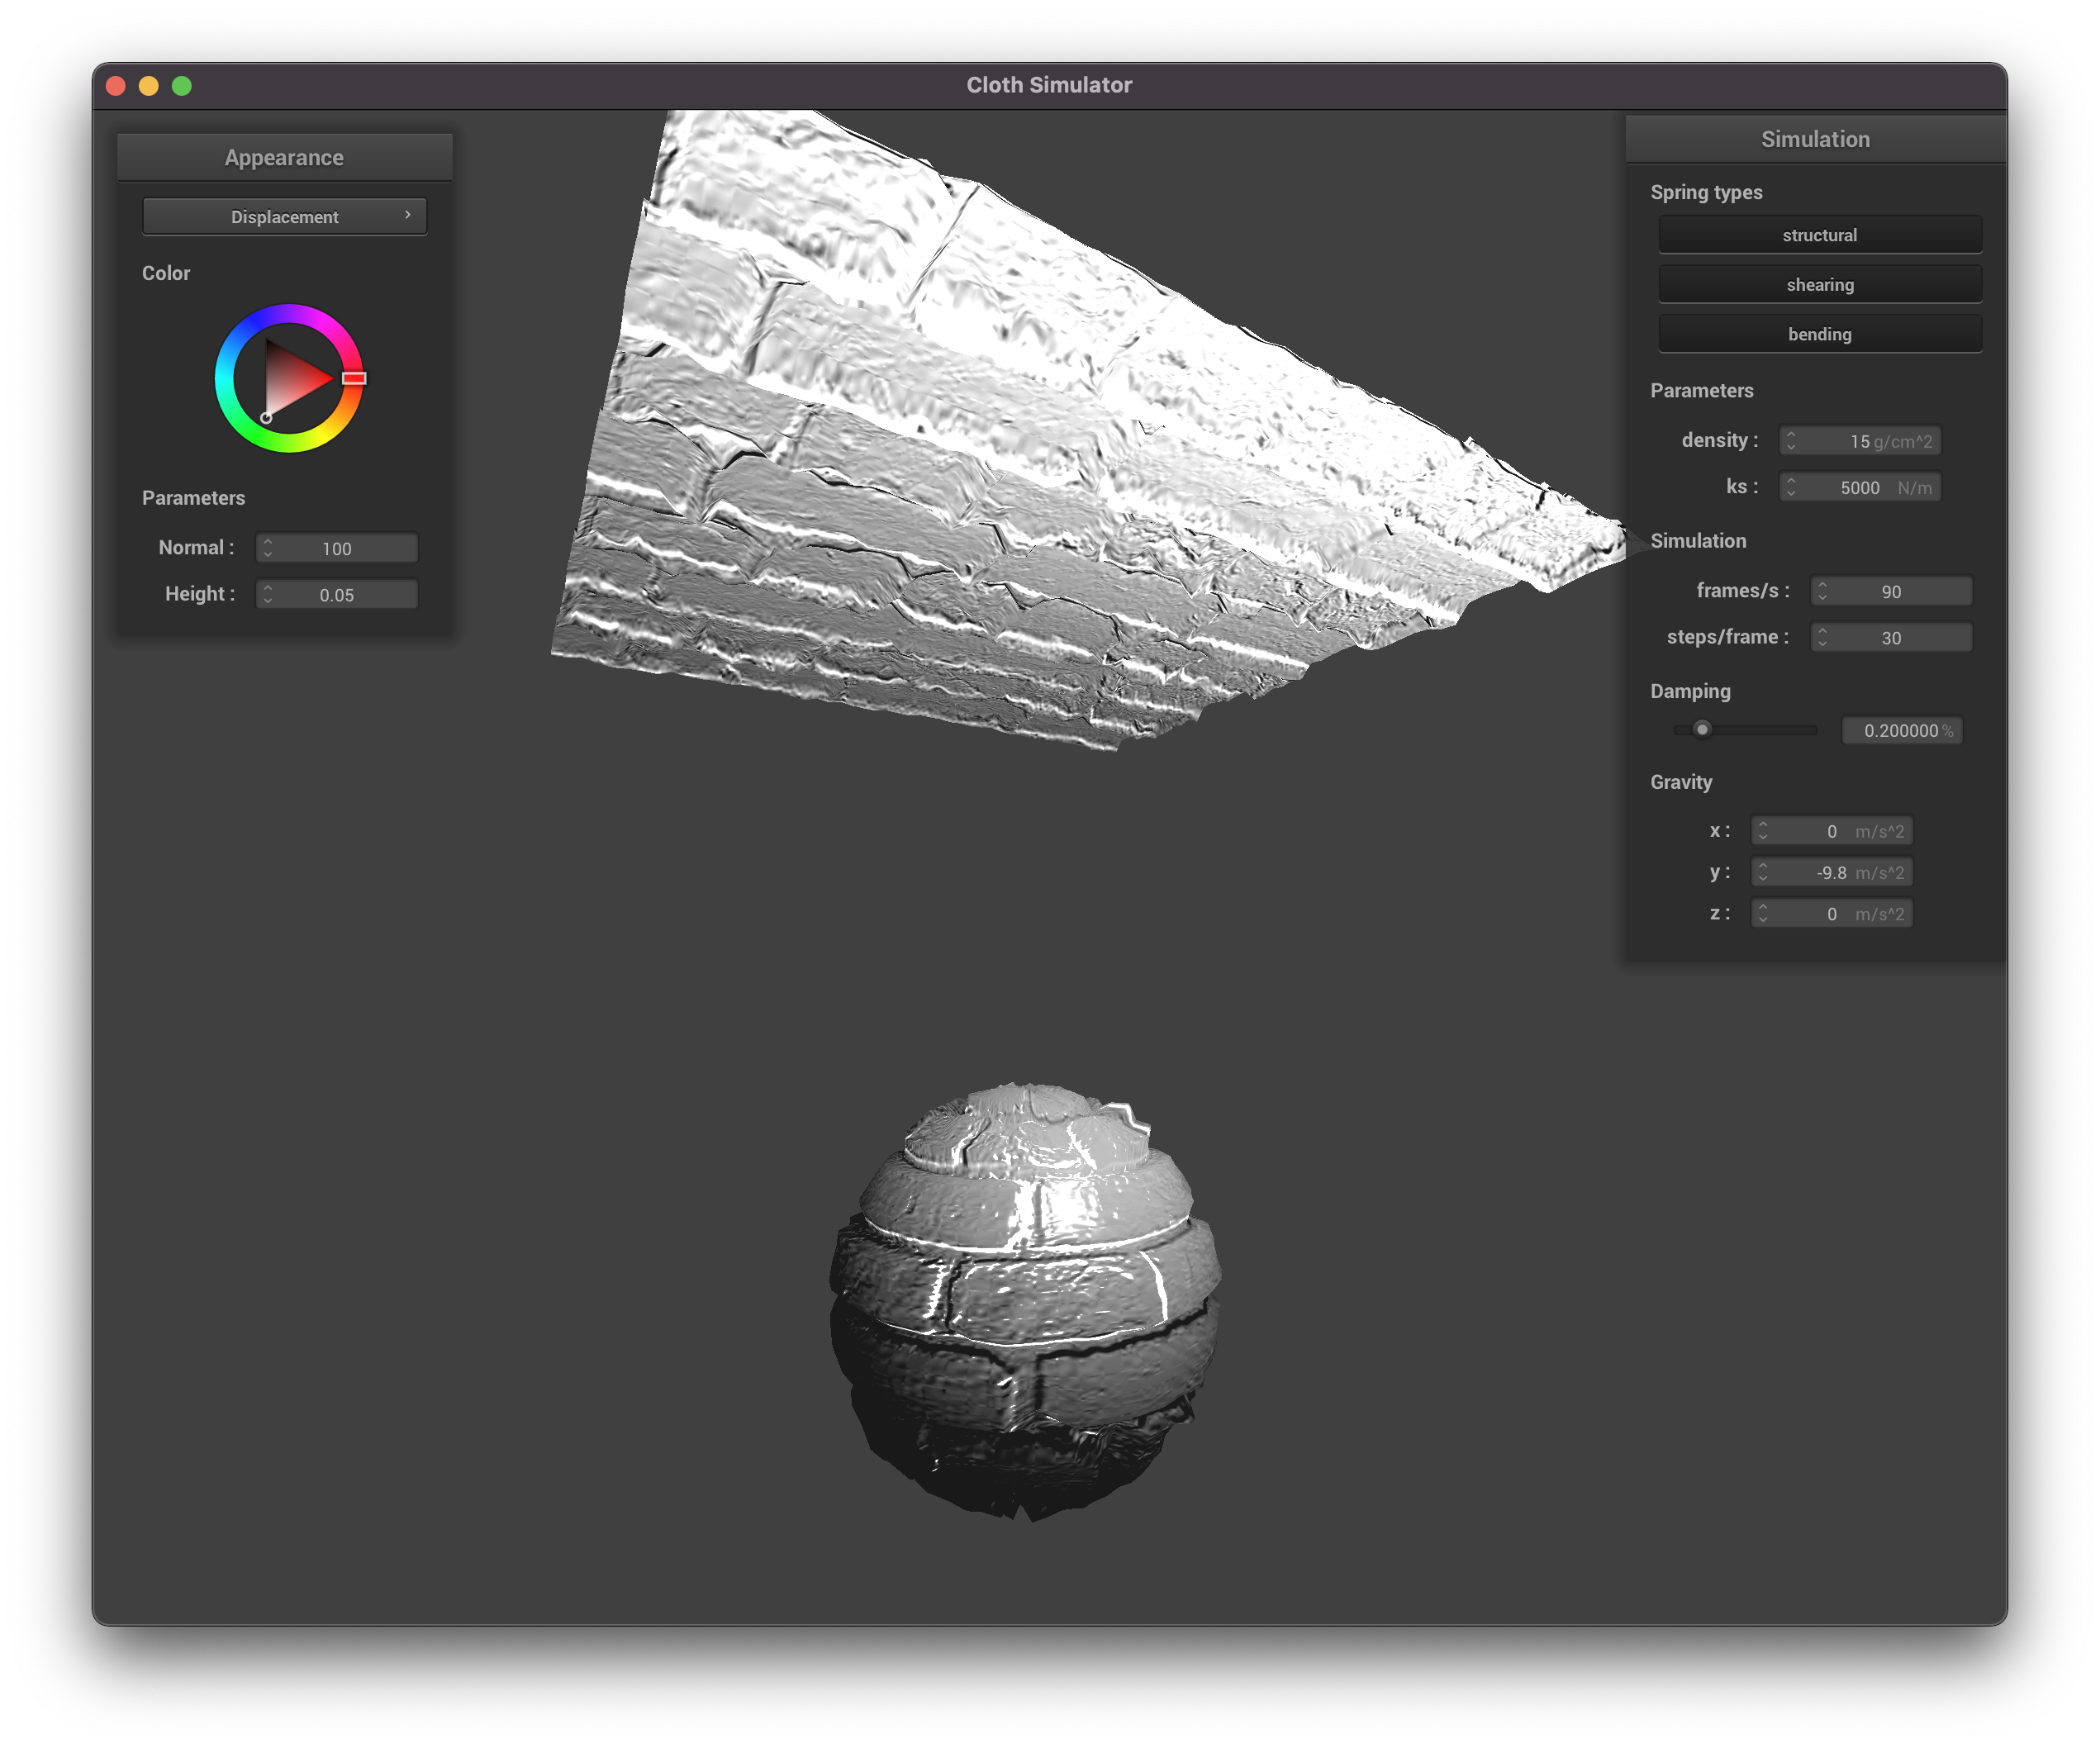 Cloth Simulator
Appearance
Displacement
Color
Parameters
Normal : 100
Height : 0.05
Simulation
Spring types
structural
shearing
bending
Parameters
density : 15 g/cm^2
ks : 5000 N/m
Simulation
frames/s : 90
steps/frame : 30
Damping
0.200000 %
Gravity
x : 0 m/s^2
y : -9.8 m/s^2
z : 0 m/s^2